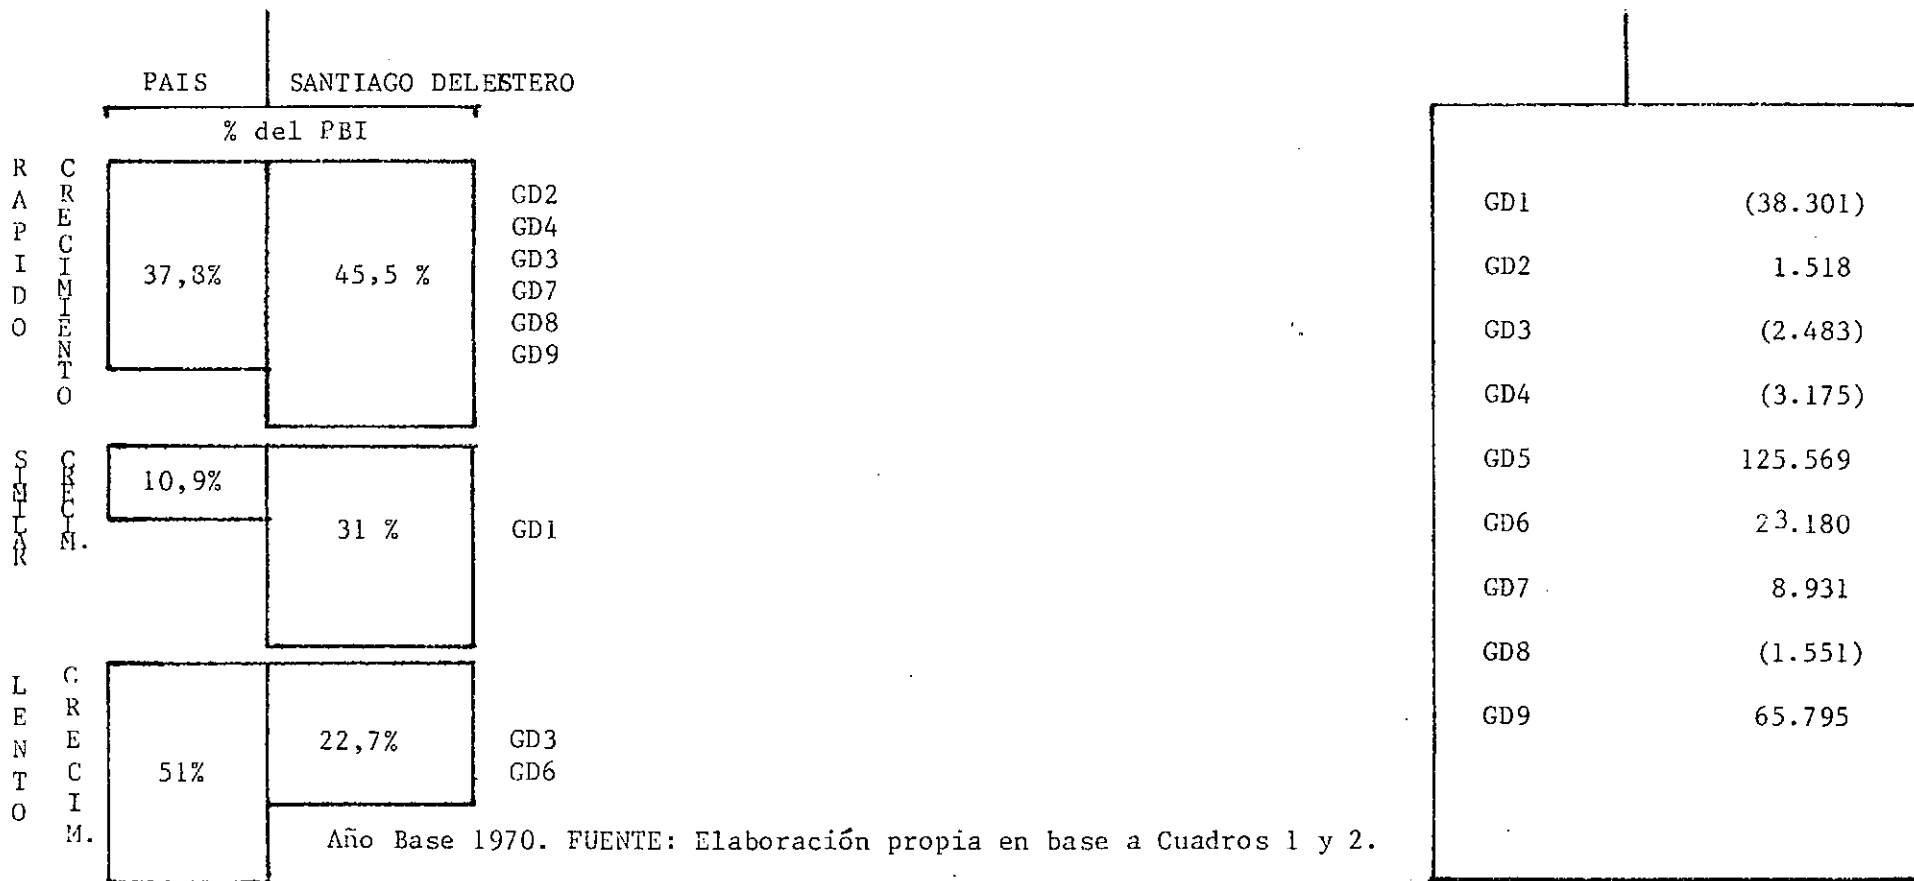 PAIS SANTIAGO DEL ESTERO
% del PBI
RAPIDO CRECIMIENTO
37,8% 45,5 %
GD2
GD4
GD3
GD7
GD8
GD9
SIMILAR CRECIM.
10,9%
31 % GD1
LENTO CRECIM.
51% 22,7%
GD3
GD6
Año Base 1970. FUENTE: Elaboración propia en base a Cuadros 1 y 2.
GD1 (38.301)
GD2 1.518
GD3 (2.483)
GD4 (3.175)
GD5 125.569
GD6 23.180
GD7 8.931
GD8 (1.551)
GD9 65.795